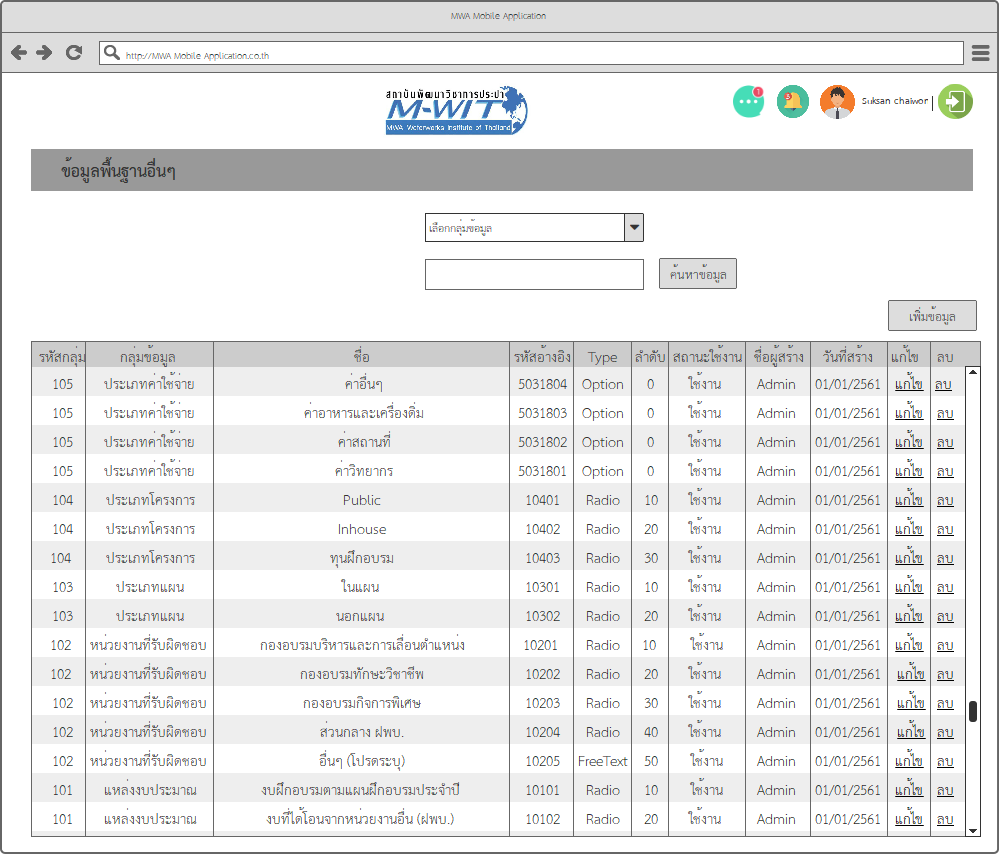 MWA Mobile Application
http://MWA Mobile Application.co.th
สถาบันพัฒนาวิชาการประปา
M-WIT
MWA Waterworks Institute of Thailand
1
3
Suksan chaiwor
ข้อมูลพื้นฐานอื่นๆ
เลือกกลุ่มข้อมูล
ค้นหาข้อมูล
เพิ่มข้อมูล
รหัสกลุ่ม กลุ่มข้อมูล ชื่อ รหัสอ้างอิง Type ลำดับ สถานะใช้งาน ชื่อผู้สร้าง วันที่สร้าง แก้ไข ลบ
105 ประเภทค่าใช้จ่าย ค่าอื่นๆ 5031804 Option 0 ใช้งาน Admin 01/01/2561 แก้ไข ลบ
105 ประเภทค่าใช้จ่าย ค่าอาหารและเครื่องดื่ม 5031803 Option 0 ใช้งาน Admin 01/01/2561 แก้ไข ลบ
105 ประเภทค่าใช้จ่าย ค่าสถานที่ 5031802 Option 0 ใช้งาน Admin 01/01/2561 แก้ไข ลบ
105 ประเภทค่าใช้จ่าย ค่าวิทยากร 5031801 Option 0 ใช้งาน Admin 01/01/2561 แก้ไข ลบ
104 ประเภทโครงการ Public 10401 Radio 10 ใช้งาน Admin 01/01/2561 แก้ไข ลบ
104 ประเภทโครงการ Inhouse 10402 Radio 20 ใช้งาน Admin 01/01/2561 แก้ไข ลบ
104 ประเภทโครงการ ทุนฝึกอบรม 10403 Radio 30 ใช้งาน Admin 01/01/2561 แก้ไข ลบ
103 ประเภทแผน ในแผน 10301 Radio 10 ใช้งาน Admin 01/01/2561 แก้ไข ลบ
103 ประเภทแผน นอกแผน 10302 Radio 20 ใช้งาน Admin 01/01/2561 แก้ไข ลบ
102 หน่วยงานที่รับผิดชอบ กองอบรมบริหารและการเลื่อนตำแหน่ง 10201 Radio 10 ใช้งาน Admin 01/01/2561 แก้ไข ลบ
102 หน่วยงานที่รับผิดชอบ กองอบรมทักษะวิชาชีพ 10202 Radio 20 ใช้งาน Admin 01/01/2561 แก้ไข ลบ
102 หน่วยงานที่รับผิดชอบ กองอบรมกิจการพิเศษ 10203 Radio 30 ใช้งาน Admin 01/01/2561 แก้ไข ลบ
102 หน่วยงานที่รับผิดชอบ ส่วนกลาง ฝพบ. 10204 Radio 40 ใช้งาน Admin 01/01/2561 แก้ไข ลบ
102 หน่วยงานที่รับผิดชอบ อื่นๆ (โปรดระบุ) 10205 FreeText 50 ใช้งาน Admin 01/01/2561 แก้ไข ลบ
101 แหล่งงบประมาณ งบฝึกอบรมตามแผนฝึกอบรมประจำปี 10101 Radio 10 ใช้งาน Admin 01/01/2561 แก้ไข ลบ
101 แหล่งงบประมาณ งบที่ได้โอนจากหน่วยงานอื่น (ฝพบ.) 10102 Radio 20 ใช้งาน Admin 01/01/2561 แก้ไข ลบ